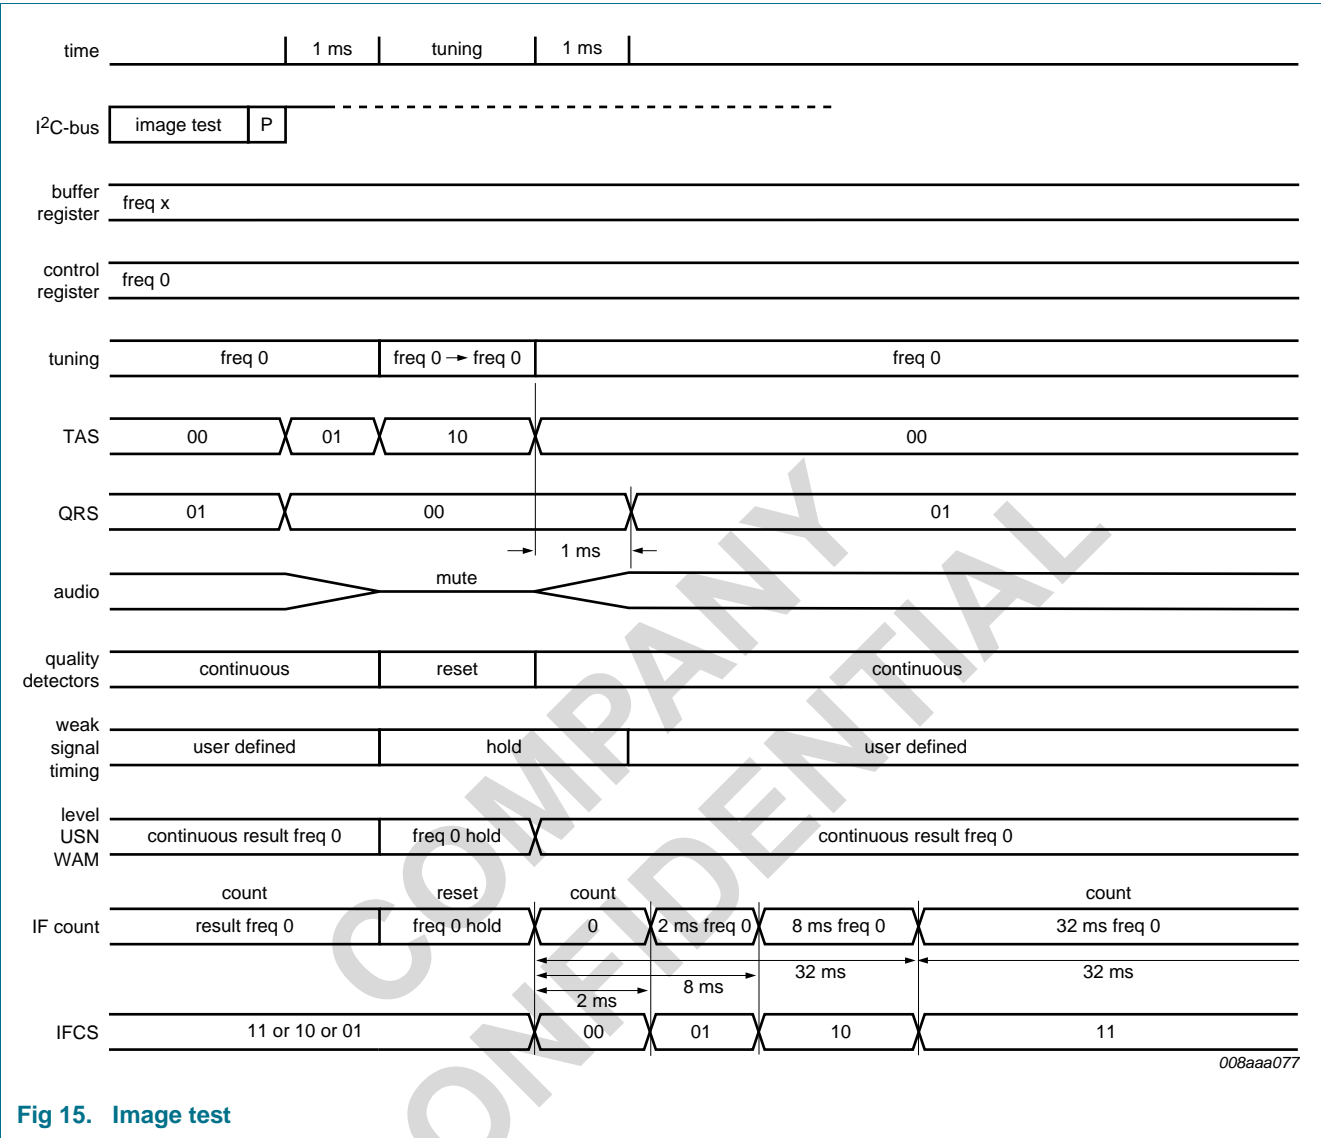 time 1 ms tuning 1 ms
I2C-bus image test P
buffer
register freq x
control
register freq 0
tuning freq 0 freq 0 → freq 0 freq 0
TAS 00 01 10 00
QRS 01 00 01
1 ms
audio mute
quality
detectors continuous reset continuous
weak
signal
timing user defined hold user defined
level
USN
WAM continuous result freq 0 freq 0 hold continuous result freq 0
count reset count count
IF count result freq 0 freq 0 hold 0 2 ms freq 0 8 ms freq 0 32 ms freq 0
32 ms 32 ms
8 ms
2 ms
IFCS 11 or 10 or 01 00 01 10 11
008aaa077
Fig 15. Image test
COMPANY
ONFIDENTIAL